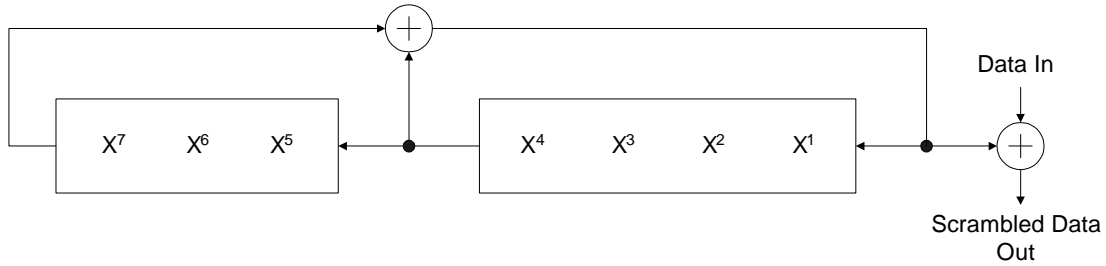 Data In
X⁷ X⁶ X⁵ X⁴ X³ X² X¹
Scrambled Data
Out